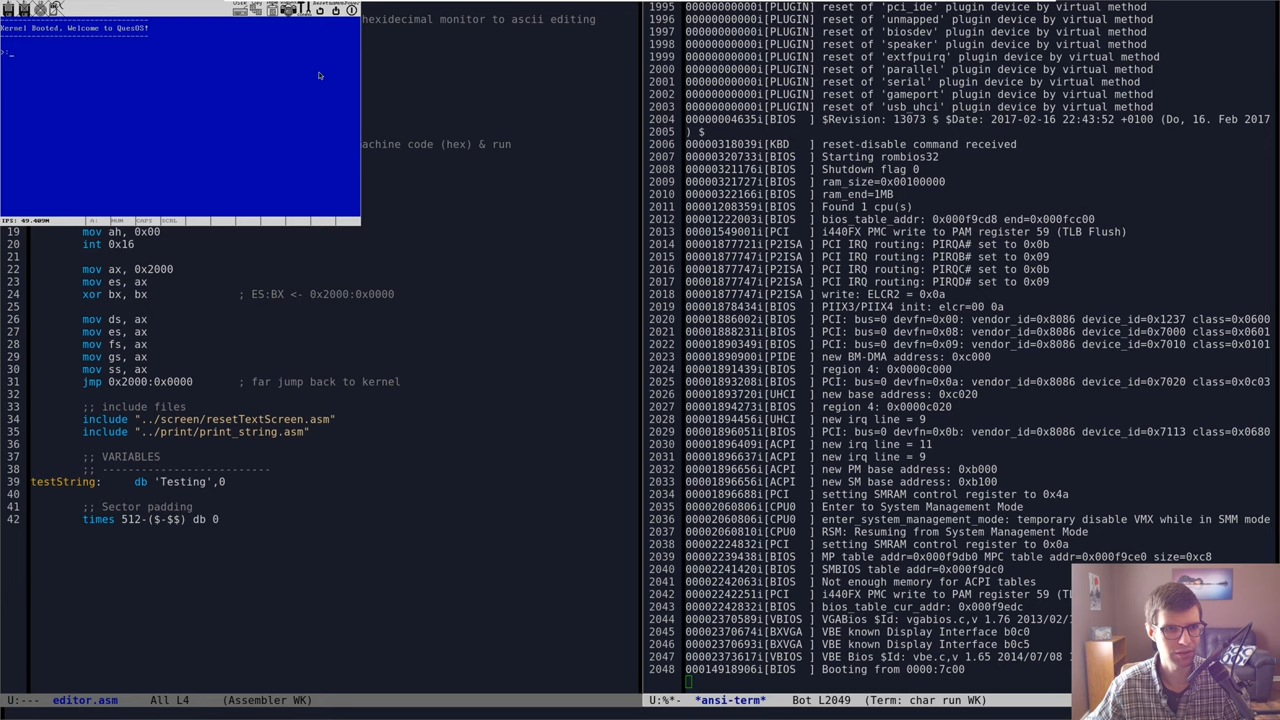 Kernel Booted, Welcome to QuesOS!
>:_
IPS: 49.409M A: NUM CAPS SCRL
hexidecimal monitor to ascii editing
achine code (hex) & run
19 mov ah, 0x00
20 int 0x16
21
22 mov ax, 0x2000
23 mov es, ax
24 xor bx, bx ; ES:BX <- 0x2000:0x0000
25
26 mov ds, ax
27 mov es, ax
28 mov fs, ax
29 mov gs, ax
30 mov ss, ax
31 jmp 0x2000:0x0000 ; far jump back to kernel
32
33 ;; include files
34 include "../screen/resetTextScreen.asm"
35 include "../print/print_string.asm"
36
37 ;; VARIABLES
38 ;; --------------------------
39 testString: db 'Testing',0
40
41 ;; Sector padding
42 times 512-($-$$) db 0
U:--- editor.asm All L4 (Assembler WK)
1995 00000000000i[PLUGIN] reset of 'pci_ide' plugin device by virtual method
1996 00000000000i[PLUGIN] reset of 'unmapped' plugin device by virtual method
1997 00000000000i[PLUGIN] reset of 'biosdev' plugin device by virtual method
1998 00000000000i[PLUGIN] reset of 'speaker' plugin device by virtual method
1999 00000000000i[PLUGIN] reset of 'extfpuirq' plugin device by virtual method
2000 00000000000i[PLUGIN] reset of 'parallel' plugin device by virtual method
2001 00000000000i[PLUGIN] reset of 'serial' plugin device by virtual method
2002 00000000000i[PLUGIN] reset of 'gameport' plugin device by virtual method
2003 00000000000i[PLUGIN] reset of 'usb_uhci' plugin device by virtual method
2004 00000004635i[BIOS ] $Revision: 13073 $ $Date: 2017-02-16 22:43:52 +0100 (Do, 16. Feb 2017
2005 ) $
2006 00000318039i[KBD ] reset-disable command received
2007 00000320733i[BIOS ] Starting rombios32
2008 00000321176i[BIOS ] Shutdown flag 0
2009 00000321727i[BIOS ] ram_size=0x00100000
2010 00000322166i[BIOS ] ram_end=1MB
2011 00001208359i[BIOS ] Found 1 cpu(s)
2012 00001222003i[BIOS ] bios_table_addr: 0x000f9cd8 end=0x000fcc00
2013 00001549001i[PCI ] i440FX PMC write to PAM register 59 (TLB Flush)
2014 00001877721i[P2ISA ] PCI IRQ routing: PIRQA# set to 0x0b
2015 00001877747i[P2ISA ] PCI IRQ routing: PIRQB# set to 0x09
2016 00001877747i[P2ISA ] PCI IRQ routing: PIRQC# set to 0x0b
2017 00001877747i[P2ISA ] PCI IRQ routing: PIRQD# set to 0x09
2018 00001877747i[P2ISA ] write: ELCR2 = 0x0a
2019 00001878434i[BIOS ] PIIX3/PIIX4 init: elcr=00 0a
2020 00001886002i[BIOS ] PCI: bus=0 devfn=0x00: vendor_id=0x8086 device_id=0x1237 class=0x0600
2021 00001888231i[BIOS ] PCI: bus=0 devfn=0x08: vendor_id=0x8086 device_id=0x7000 class=0x0601
2022 00001890349i[BIOS ] PCI: bus=0 devfn=0x09: vendor_id=0x8086 device_id=0x7010 class=0x0101
2023 00001890900i[PIDE ] new BM-DMA address: 0xc000
2024 00001891439i[BIOS ] region 4: 0x0000c000
2025 00001893208i[BIOS ] PCI: bus=0 devfn=0x0a: vendor_id=0x8086 device_id=0x7020 class=0x0c03
2026 00001893720i[UHCI ] new base address: 0xc020
2027 00001894273i[BIOS ] region 4: 0x0000c020
2028 00001894456i[UHCI ] new irq line = 9
2029 00001896051i[BIOS ] PCI: bus=0 devfn=0x0b: vendor_id=0x8086 device_id=0x7113 class=0x0680
2030 00001896409i[ACPI ] new irq line = 11
2031 00001896637i[ACPI ] new irq line = 9
2032 00001896656i[ACPI ] new PM base address: 0xb000
2033 00001896656i[ACPI ] new SM base address: 0xb100
2034 00001896688i[PCI ] setting SMRAM control register to 0x4a
2035 00002060806i[CPU0 ] Enter to System Management Mode
2036 00002060806i[CPU0 ] enter_system_management_mode: temporary disable VMX while in SMM mode
2037 00002060810i[CPU0 ] RSM: Resuming from System Management Mode
2038 00002224832i[PCI ] setting SMRAM control register to 0x0a
2039 00002239438i[BIOS ] MP table addr=0x000f9db0 MPC table addr=0x000f9ce0 size=0xc8
2040 00002241420i[BIOS ] SMBIOS table addr=0x000f9dc0
2041 00002242063i[BIOS ] Not enough memory for ACPI tables
2042 00002242251i[PCI ] i440FX PMC write to PAM register 59 (TL
2043 00002242832i[BIOS ] bios_table_cur_addr: 0x000f9edc
2044 00002370589i[VBIOS ] VGABios $Id: vgabios.c,v 1.76 2013/02/1
2045 00002370674i[BXVGA ] VBE known Display Interface b0c0
2046 00002370693i[BXVGA ] VBE known Display Interface b0c5
2047 00002373617i[VBIOS ] VBE Bios $Id: vbe.c,v 1.65 2014/07/08 1
2048 00014918906i[BIOS ] Booting from 0000:7c00
U:%*- *ansi-term* Bot L2049 (Term: char run WK)